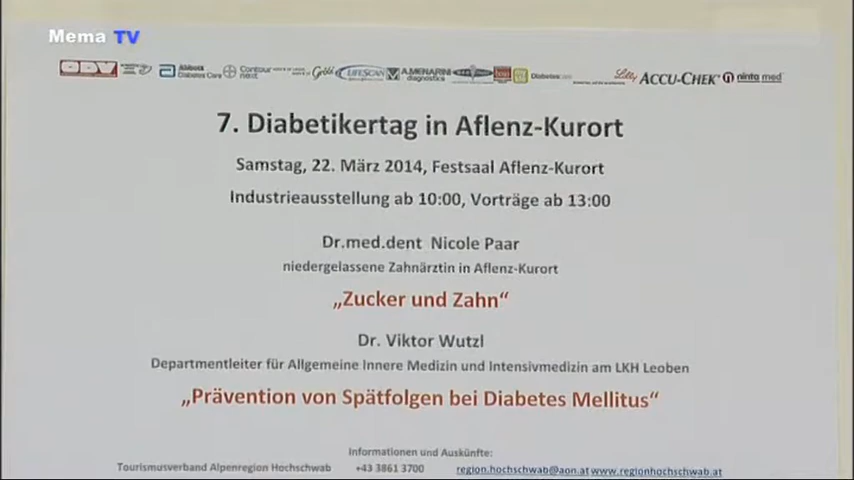 Mema TV
ÖDV Abbott Diabetes Care Contour next Gröbl LIFESCAN A.MENARINI diagnostics Diabetes Lilly ACCU-CHEK ninta med
7. Diabetikertag in Aflenz-Kurort
Samstag, 22. März 2014, Festsaal Aflenz-Kurort
Industrieausstellung ab 10:00, Vorträge ab 13:00
Dr.med.dent Nicole Paar
niedergelassene Zahnärztin in Aflenz-Kurort
„Zucker und Zahn“
Dr. Viktor Wutzl
Departmentleiter für Allgemeine Innere Medizin und Intensivmedizin am LKH Leoben
„Prävention von Spätfolgen bei Diabetes Mellitus“
Informationen und Auskünfte:
Tourismusverband Alpenregion Hochschwab +43 3861 3700 region.hochschwab@aon.at www.regionhochschwab.at